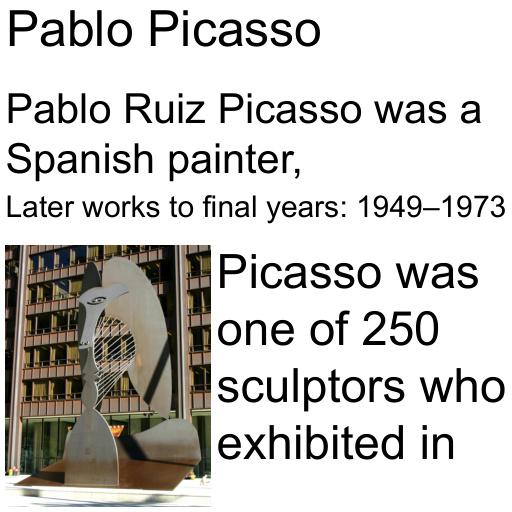 Pablo Picasso
Pablo Ruiz Picasso was a
Spanish painter,
Later works to final years: 1949–1973
Picasso was
one of 250
sculptors who
exhibited in